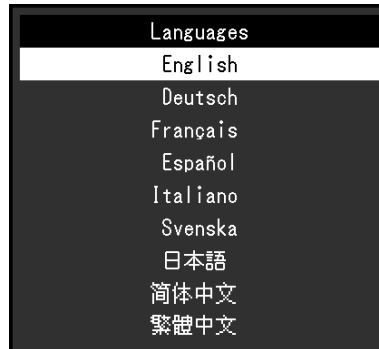 Languages
English
Deutsch
Français
Español
Italiano
Svenska
日本語
简体中文
繁體中文